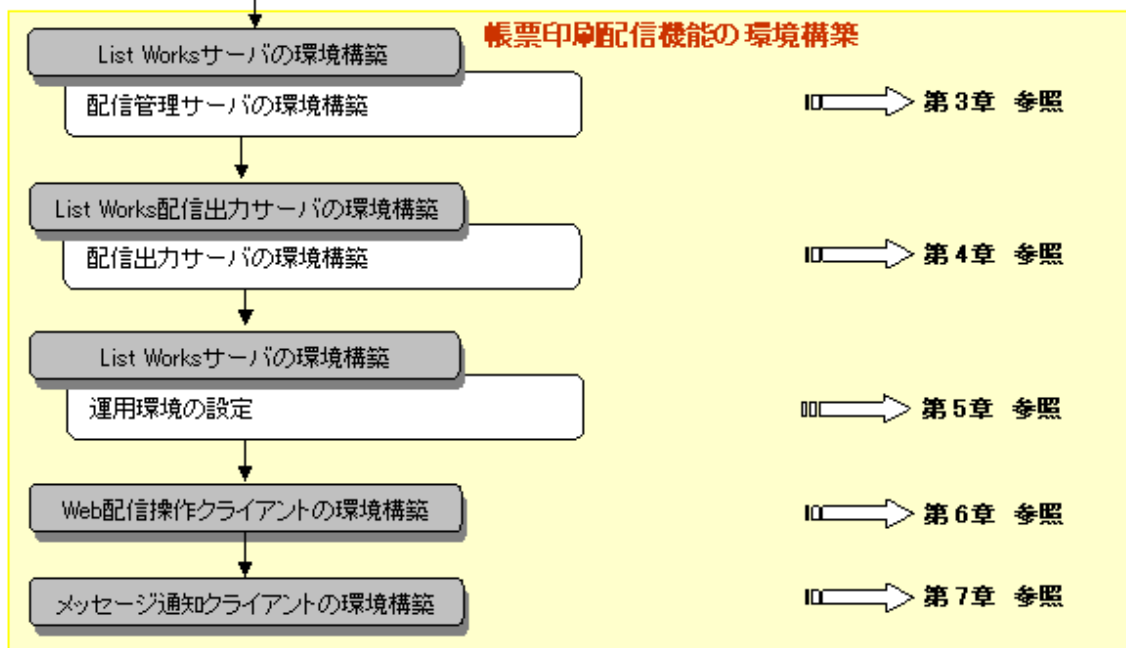 帳票印刷配信機能の環境構築
List Worksサーバの環境構築
配信管理サーバの環境構築
第3章 参照
List Works配信出力サーバの環境構築
配信出力サーバの環境構築
第4章 参照
List Worksサーバの環境構築
運用環境の設定
第5章 参照
Web配信操作クライアントの環境構築
第6章 参照
メッセージ通知クライアントの環境構築
第7章 参照